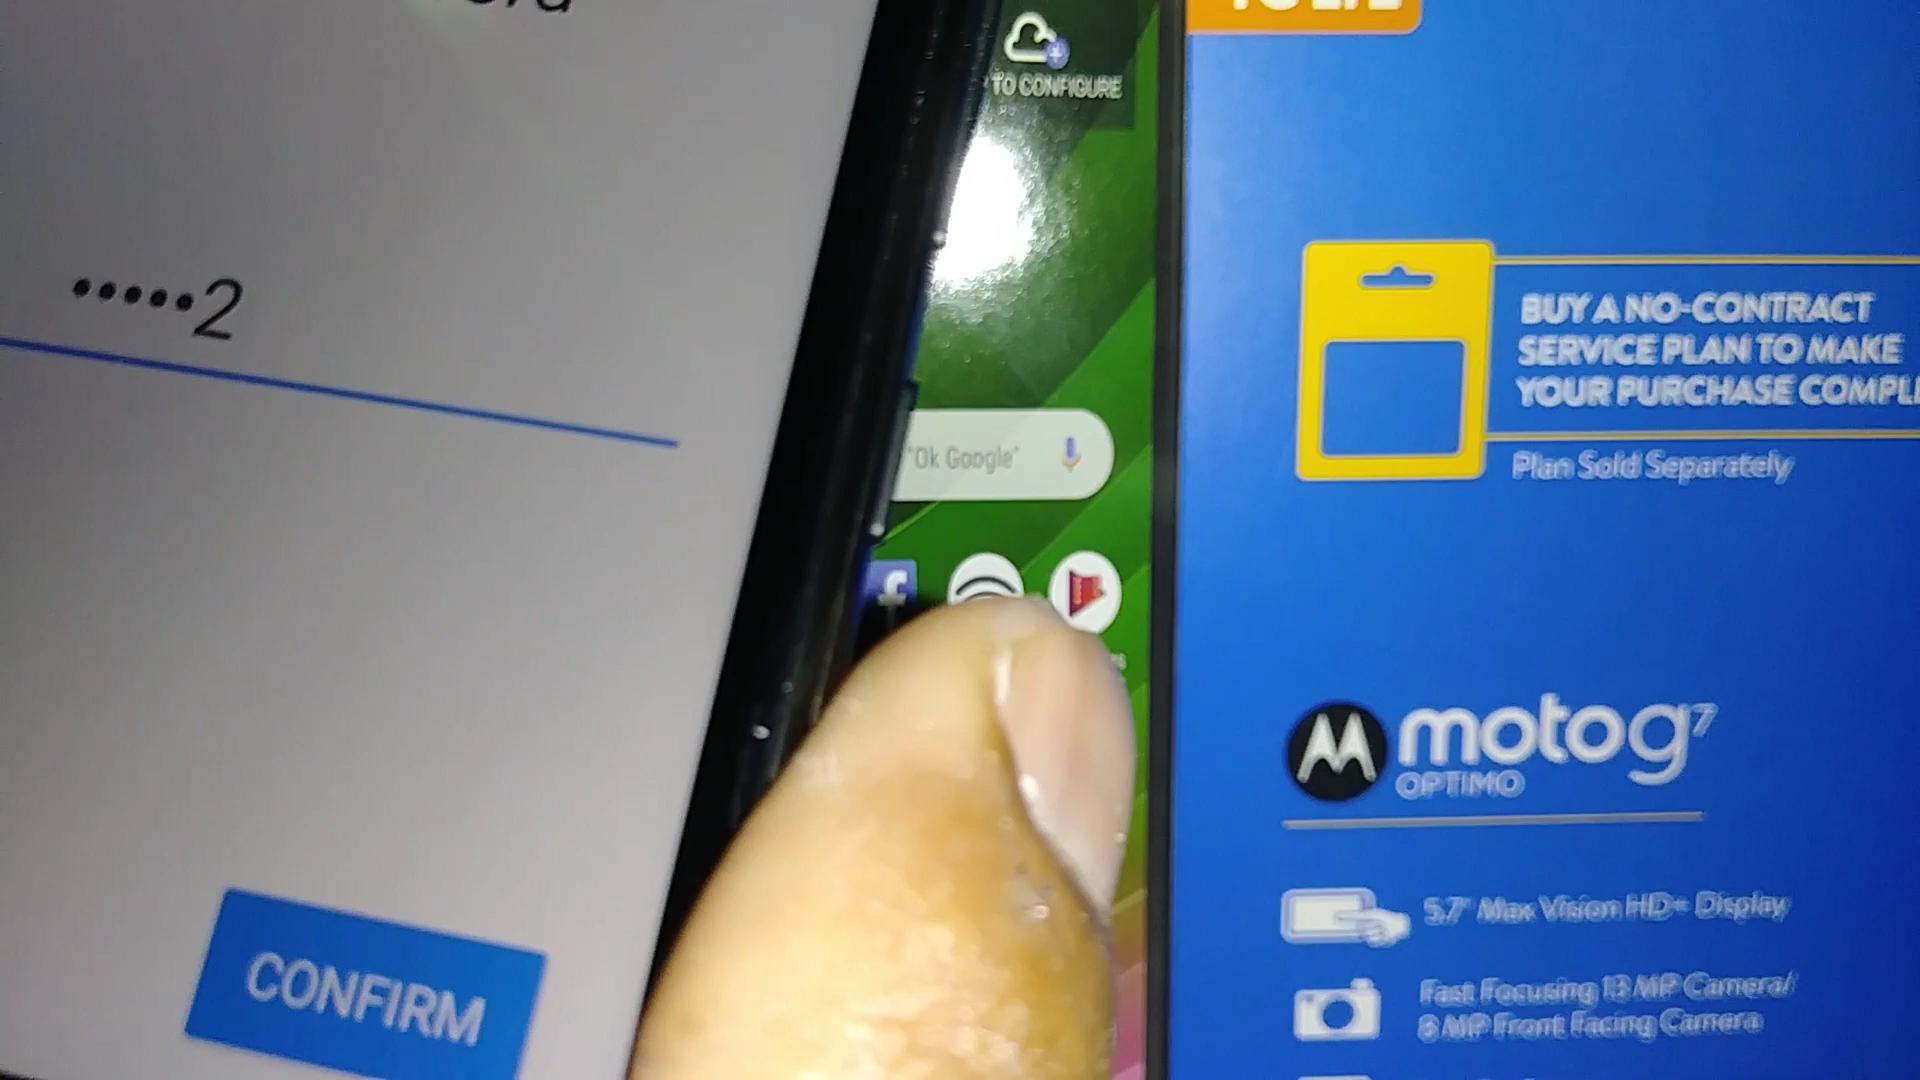 •••••2
CONFIRM
TO CONFIGURE
"Ok Google"
f
BUY A NO-CONTRACT
SERVICE PLAN TO MAKE
YOUR PURCHASE COMPL
Plan Sold Separately
motog7
OPTIMO
5.7" Max Vision HD+ Display
Fast Focusing 13 MP Camera/
8 MP Front Facing Camera